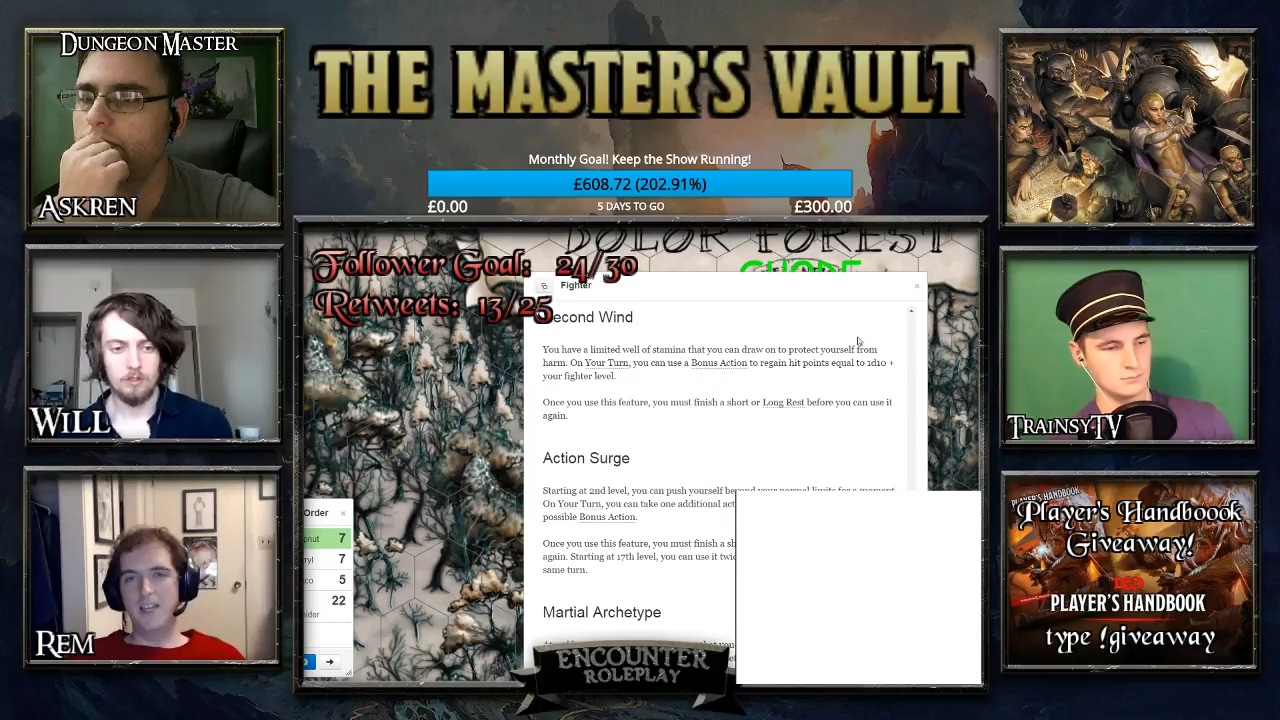 DUNGEON MASTER
ASKREN
THE MASTER'S VAULT
Monthly Goal! Keep the Show Running!
£608.72 (202.91%)
£0.00
5 DAYS TO GO
£300.00
WILL
REM
DOLOR FOREST
Follower Goal: 24/30
Retweets: 13/25
Fighter
Second Wind
You have a limited well of stamina that you can draw on to protect yourself from
harm. On Your Turn, you can use a Bonus Action to regain hit points equal to 1d10 +
your fighter level.
Once you use this feature, you must finish a short or Long Rest before you can use it
again.
Action Surge
Starting at 2nd level, you can push yourself beyond your normal limits for a moment.
On Your Turn, you can take one additional act
possible Bonus Action.
Once you use this feature, you must finish a sh
again. Starting at 17th level, you can use it twic
same turn.
Martial Archetype
Order
pnut 7
ryl 7
co 5
ider 22
ENCOUNTER
ROLEPLAY
TRAINSYTV
PLAYER'S HANDBOOK
Player's Handboook
Giveaway!
D&D
PLAYER'S HANDBOOK
type !giveaway